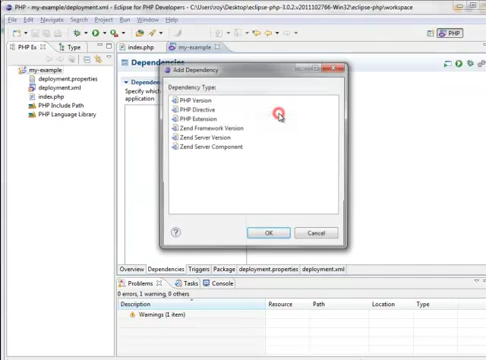 PHP - my-example/deployment.xml - Eclipse for PHP Developers - C:\Users\roy\Desktop\eclipse-php-3.0.2.v2011102766-Win32\eclipse-php\workspace
File Edit Navigate Search Project Run Window Help
PHP
PHP E
Type
index.php
my-example
my-example
deployment.properties
deployment.xml
index.php
PHP Include Path
PHP Language Library
Dependencies
Add Dependency
Dependency Type:
PHP Version
PHP Directive
PHP Extension
Zend Framework Version
Zend Server Version
Zend Server Component
Specify which
application
OK
Cancel
Overview Dependencies Triggers Package deployment.properties deployment.xml
Problems Tasks Console
0 errors, 1 warning, 0 others
Description Resource Path Location Type
Warnings (1 item)